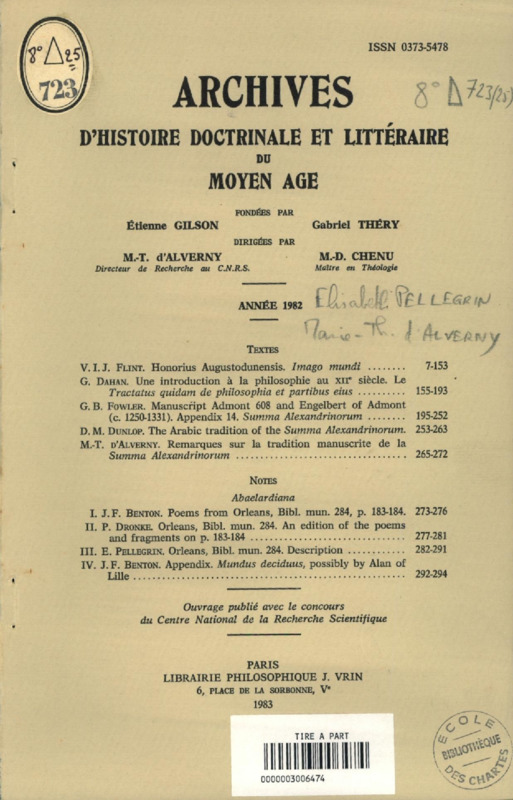 8° Δ 25
723
ISSN 0373-5478
ARCHIVES
8° Δ 723/25)
D'HISTOIRE DOCTRINALE ET LITTÉRAIRE
DU
MOYEN AGE
FONDÉES PAR
Étienne GILSON Gabriel THÉRY
DIRIGÉES PAR
M.-T. d'ALVERNY M.-D. CHENU
Directeur de Recherche au C.N.R.S. Maître en Théologie
ANNÉE 1982
Elisabeth PELLEGRIN
Marie-Th. d'ALVERNY
TEXTES
V. I. J. FLINT. Honorius Augustodunensis. Imago mundi ........ 7-153
G. DAHAN. Une introduction à la philosophie au XIIe siècle. Le
Tractatus quidam de philosophia et partibus eius ........... 155-193
G. B. FOWLER. Manuscript Admont 608 and Engelbert of Admont
(c. 1250-1331). Appendix 14. Summa Alexandrinorum ........ 195-252
D. M. DUNLOP. The Arabic tradition of the Summa Alexandrinorum. 253-263
M.-T. D'ALVERNY. Remarques sur la tradition manuscrite de la
Summa Alexandrinorum .................................... 265-272
NOTES
Abaelardiana
I. J. F. BENTON. Poems from Orleans, Bibl. mun. 284, p. 183-184. 273-276
II. P. DRONKE. Orleans, Bibl. mun. 284. An edition of the poems
and fragments on p. 183-184 ............................ 277-281
III. E. PELLEGRIN. Orleans, Bibl. mun. 284. Description ........... 282-291
IV. J. F. BENTON. Appendix. Mundus deciduus, possibly by Alan of
Lille .................................................. 292-294
Ouvrage publié avec le concours
du Centre National de la Recherche Scientifique
PARIS
LIBRAIRIE PHILOSOPHIQUE J. VRIN
6, PLACE DE LA SORBONNE, Ve
1983
TIRE A PART
0000003006474
ECOLE
BIBLIOTHÈQUE
DES CHARTES